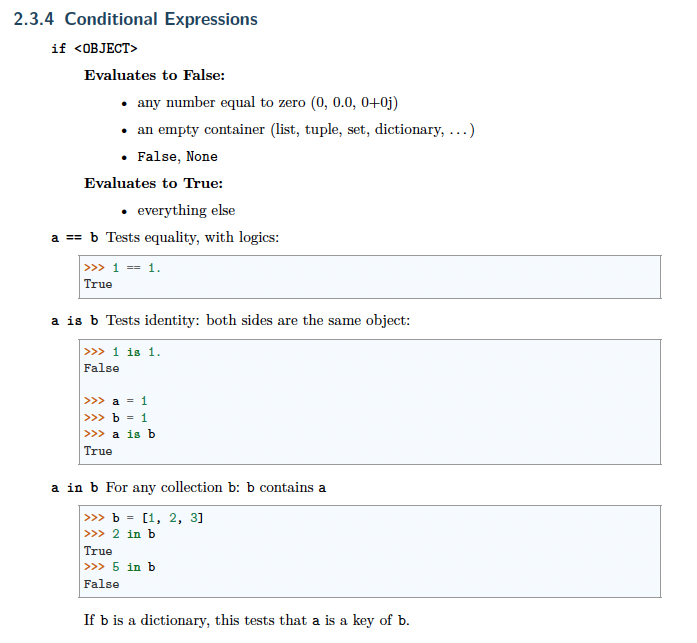 2.3.4 Conditional Expressions
if <OBJECT>
Evaluates to False:
• any number equal to zero (0, 0.0, 0+0j)
• an empty container (list, tuple, set, dictionary, ...)
• False, None
Evaluates to True:
• everything else
a == b Tests equality, with logics:
>>> 1 == 1.
True
a is b Tests identity: both sides are the same object:
>>> 1 is 1.
False
>>> a = 1
>>> b = 1
>>> a is b
True
a in b For any collection b: b contains a
>>> b = [1, 2, 3]
>>> 2 in b
True
>>> 5 in b
False
If b is a dictionary, this tests that a is a key of b.